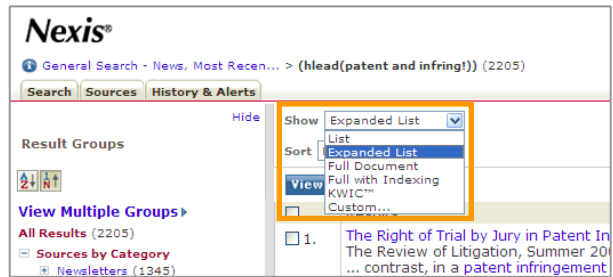 Nexis®
General Search - News, Most Recen... > (hlead(patent and infring!)) (2205)
Search Sources History & Alerts
Hide
Show Expanded List
Result Groups
List
Sort Expanded List
Full Document
Full with Indexing
View KWIC™
Custom...
View Multiple Groups
All Results (2205)
1. The Right of Trial by Jury in Patent In
Sources by Category
The Review of Litigation, Summer 20
Newsletters (1345)
... contrast, in a patent infringement